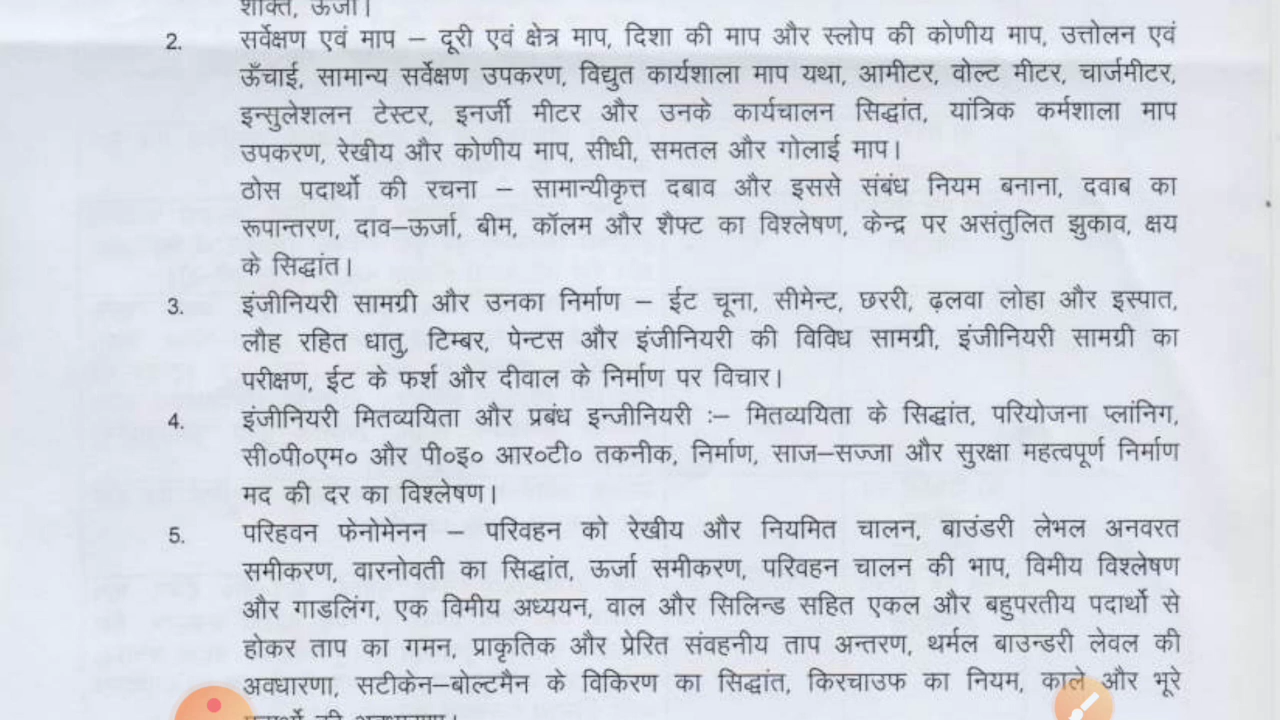 शक्ति, ऊर्जा।
2. सर्वेक्षण एवं माप – दूरी एवं क्षेत्र माप, दिशा की माप और स्लोप की कोणीय माप, उत्तोलन एवं
ऊँचाई, सामान्य सर्वेक्षण उपकरण, विद्युत कार्यशाला माप यथा, आमीटर, वोल्ट मीटर, चार्जमीटर,
इन्सुलेशलन टेस्टर, इनर्जी मीटर और उनके कार्यचालन सिद्धांत, यांत्रिक कर्मशाला माप
उपकरण, रेखीय और कोणीय माप, सीधी, समतल और गोलाई माप।
ठोस पदार्थो की रचना – सामान्यीकृत्त दबाव और इससे संबंध नियम बनाना, दवाब का
रूपान्तरण, दाव–ऊर्जा, बीम, कॉलम और शैफ्ट का विश्लेषण, केन्द्र पर असंतुलित झुकाव, क्षय
के सिद्धांत।
3. इंजीनियरी सामग्री और उनका निर्माण – ईट चूना, सीमेन्ट, छररी, ढ़लवा लोहा और इस्पात,
लौह रहित धातु, टिम्बर, पेन्टस और इंजीनियरी की विविध सामग्री, इंजीनियरी सामग्री का
परीक्षण, ईट के फर्श और दीवाल के निर्माण पर विचार।
4. इंजीनियरी मितव्ययिता और प्रबंध इन्जीनियरी :– मितव्ययिता के सिद्धांत, परियोजना प्लांनिग,
सी०पी०एम० और पी०इ० आर०टी० तकनीक, निर्माण, साज–सज्जा और सुरक्षा महत्वपूर्ण निर्माण
मद की दर का विश्लेषण।
5. परिहवन फेनोमेनन – परिवहन को रेखीय और नियमित चालन, बाउंडरी लेभल अनवरत
समीकरण, वारनोवती का सिद्धांत, ऊर्जा समीकरण, परिवहन चालन की भाप, विमीय विश्लेषण
और गाडलिंग, एक विमीय अध्ययन, वाल और सिलिन्ड सहित एकल और बहुपरतीय पदार्थो से
होकर ताप का गमन, प्राकृतिक और प्रेरित संवहनीय ताप अन्तरण, थर्मल बाउन्डरी लेवल की
अवधारणा, सटीकेन–बोल्टमैन के विकिरण का सिद्धांत, किरचाउफ का नियम, काले और भूरे